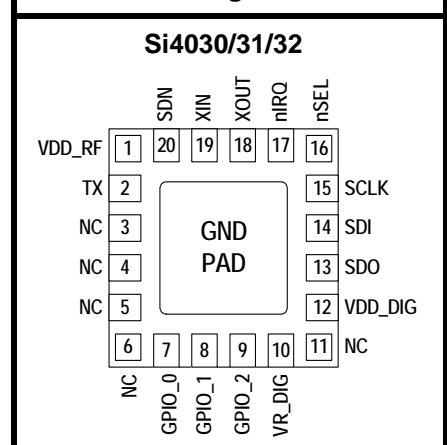 Si4030/31/32
SDN
XIN
XOUT
nIRQ
nSEL
20 19 18 17 16
VDD_RF 1
TX 2
NC 3
NC 4
NC 5
GND
PAD
15 SCLK
14 SDI
13 SDO
12 VDD_DIG
11 NC
6 7 8 9 10
NC
GPIO_0
GPIO_1
GPIO_2
VR_DIG